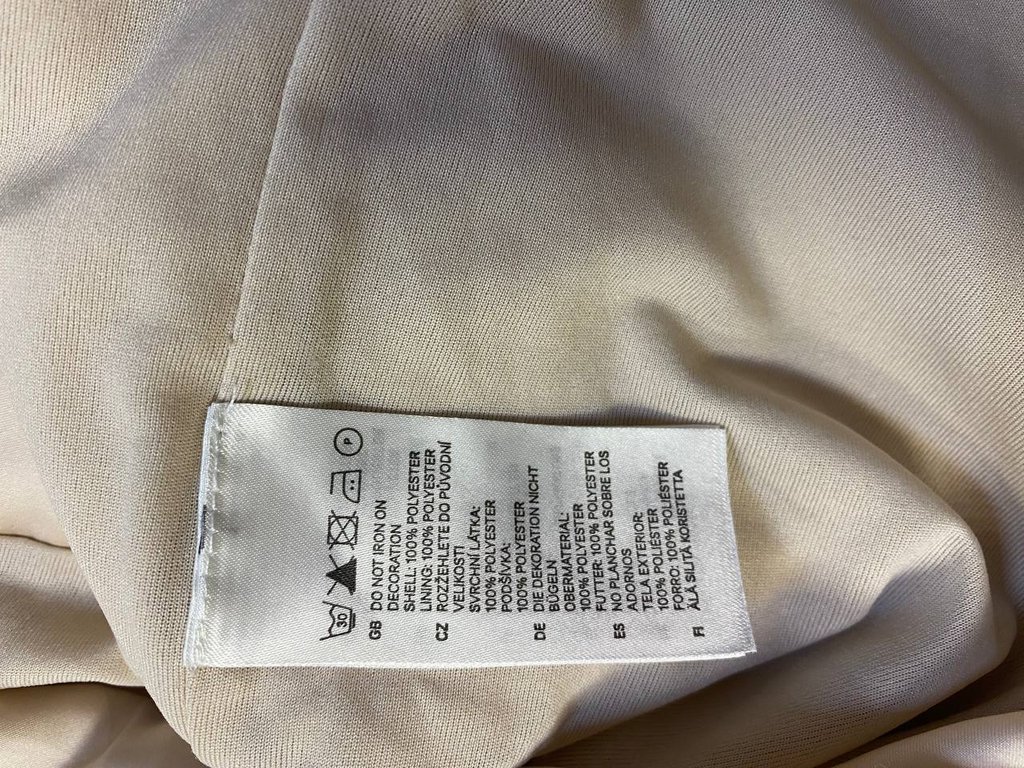 30 P
GB DO NOT IRON ON
DECORATION
SHELL: 100% POLYESTER
LINING: 100% POLYESTER
CZ ROZŽEHLETE DO PŮVODNÍ
VELIKOSTI
SVRCHNÍ LÁTKA:
100% POLYESTER
PODŠÍVKA:
100% POLYESTER
DE DIE DEKORATION NICHT
BÜGELN
OBERMATERIAL:
100% POLYESTER
FUTTER: 100% POLYESTER
ES NO PLANCHAR SOBRE LOS
ADORNOS
TELA EXTERIOR:
100% POLIÉSTER
FORRO: 100% POLIÉSTER
FI ÄLÄ SILITÄ KORISTETTA